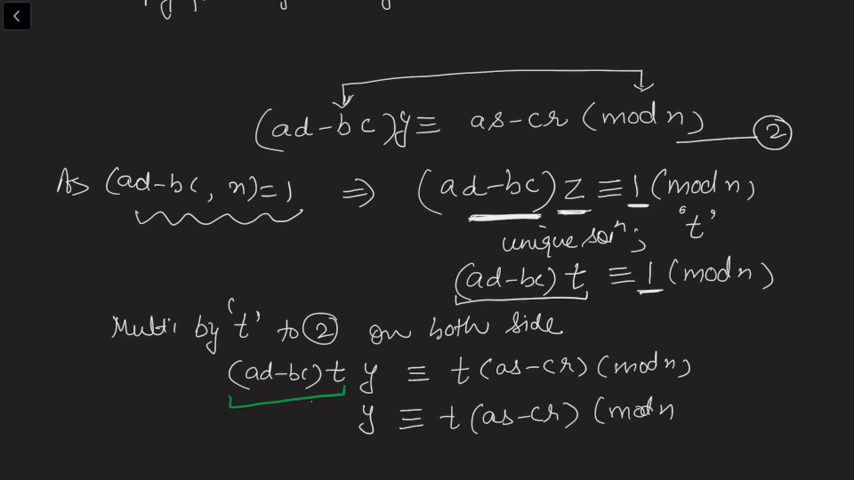 (ad-bc)y ≡ as-cr (mod n) ②
As (ad-bc, n)=1 ⇒ (ad-bc) z ≡ 1 (mod n)
unique solⁿ; 't'
(ad-bc) t ≡ 1 (mod n)
Multi by 't' to ② on both side
(ad-bc) t y ≡ t (as-cr) (mod n)
y ≡ t (as-cr) (mod n